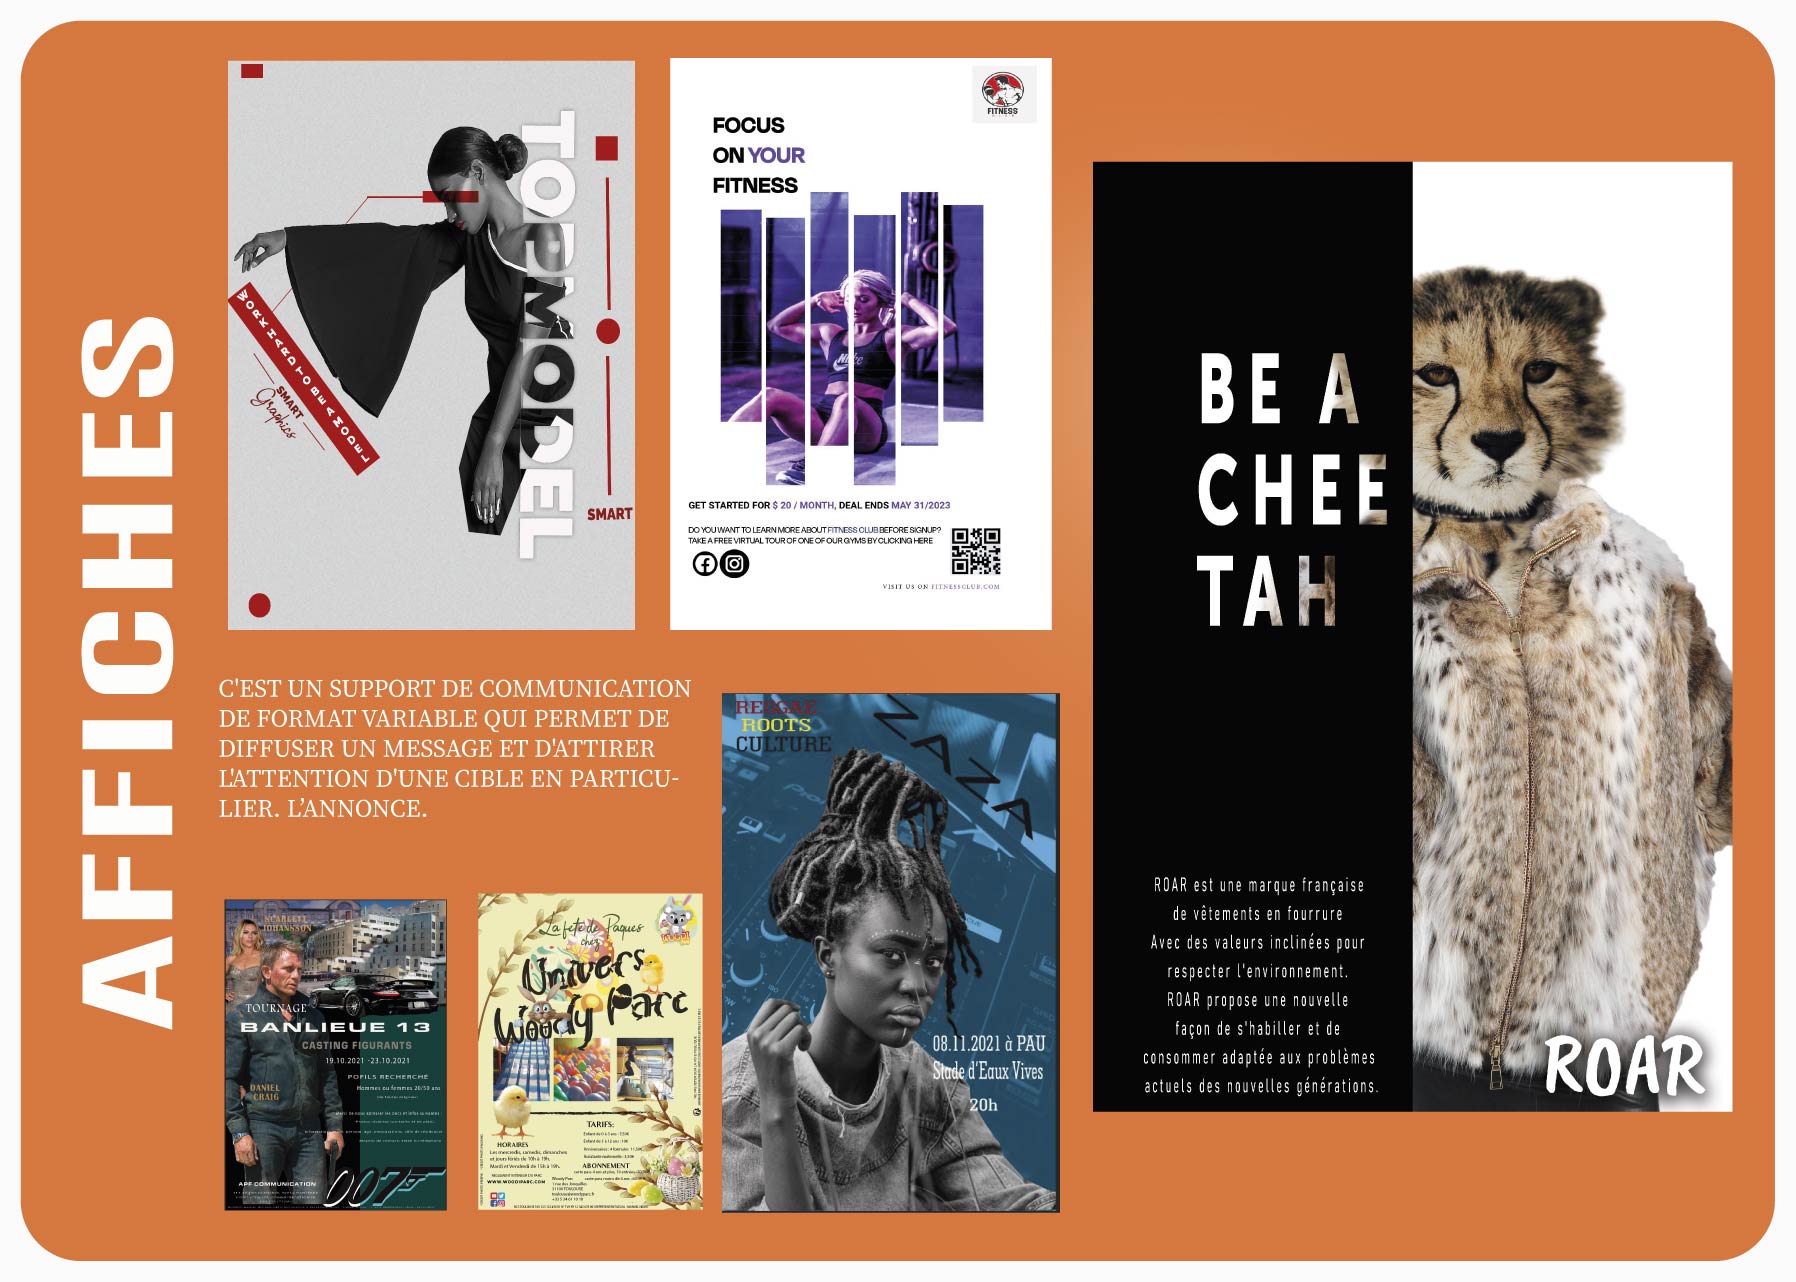 AFFICHES
TOPMODEL
WORK HARD TO BE A MODEL
SMART
Graphics
SMART
FITNESS
FOCUS
ON YOUR
FITNESS
GET STARTED FOR $ 20 / MONTH, DEAL ENDS MAY 31/2023
DO YOU WANT TO LEARN MORE ABOUT FITNESS CLUB BEFORE SIGNUP?
TAKE A FREE VIRTUAL TOUR OF ONE OF OUR GYMS BY CLICKING HERE
VISIT US ON FITNESSCLUB.COM
BE A
CHEE
TAH
ROAR est une marque française
de vêtements en fourrure
Avec des valeurs inclinées pour
respecter l'environnement.
ROAR propose une nouvelle
façon de s'habiller et de
consommer adaptée aux problèmes
actuels des nouvelles générations.
ROAR
C'EST UN SUPPORT DE COMMUNICATION
DE FORMAT VARIABLE QUI PERMET DE
DIFFUSER UN MESSAGE ET D'ATTIRER
L'ATTENTION D'UNE CIBLE EN PARTICU-
LIER. L’ANNONCE.
SCARLETT
JOHANSSON
TOURNAGE
BANLIEUE 13
CASTING FIGURANTS
19.10.2021 -23.10.2021
POFILS RECHERCHÉ
Hommes ou femmes 20/50 ans
DANIEL
CRAIG
APF COMMUNICATION
007
La fête de Pâques
chez
Univers
Woody Parc
HORAIRES
Les mercredis, samedis, dimanches
et jours fériés de 10h à 19h.
Mardi et Vendredi de 15h à 19h.
WWW.WOODIPARC.COM
TARIFS:
ABONNEMENT
REGGAE
ROOTS
CULTURE
NAZA
08.11.2021 à PAU
Stade d'Eaux Vives
20h